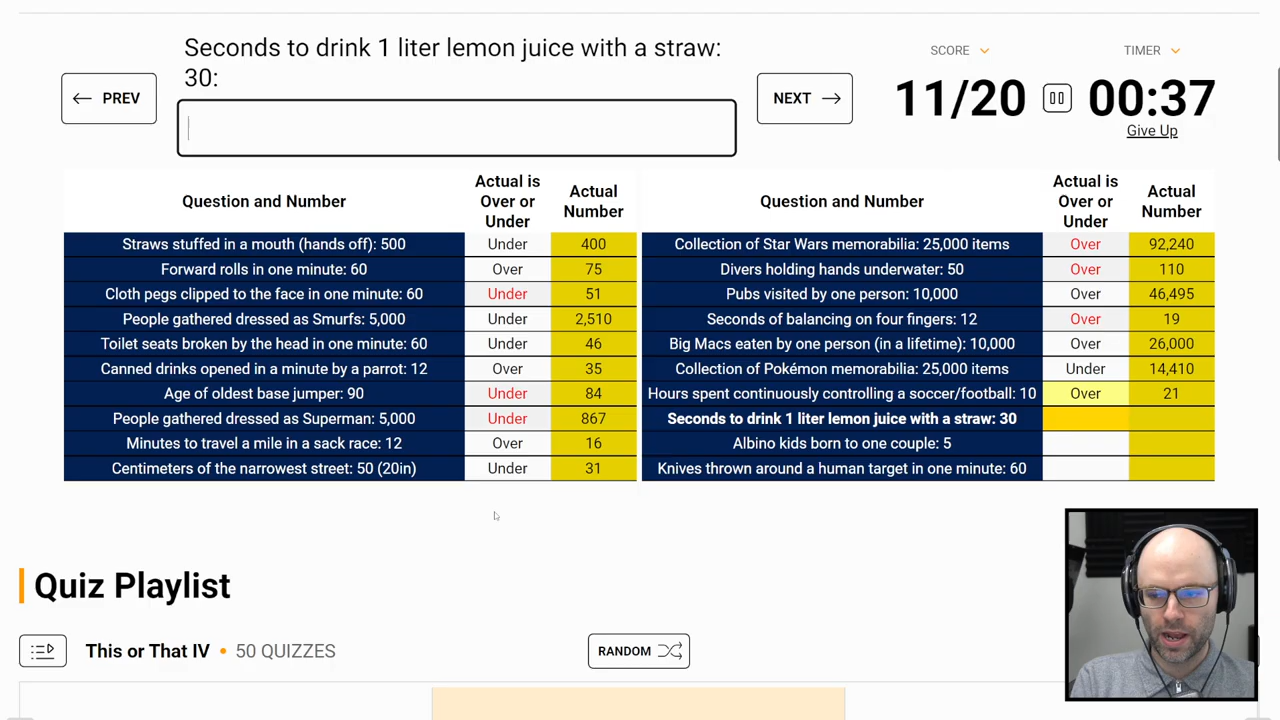 Seconds to drink 1 liter lemon juice with a straw:
30:
PREV
NEXT
SCORE
11/20
TIMER
00:37
Give Up
Question and Number Actual is Over or Under Actual Number
Straws stuffed in a mouth (hands off): 500 Under 400
Forward rolls in one minute: 60 Over 75
Cloth pegs clipped to the face in one minute: 60 Under 51
People gathered dressed as Smurfs: 5,000 Under 2,510
Toilet seats broken by the head in one minute: 60 Under 46
Canned drinks opened in a minute by a parrot: 12 Over 35
Age of oldest base jumper: 90 Under 84
People gathered dressed as Superman: 5,000 Under 867
Minutes to travel a mile in a sack race: 12 Over 16
Centimeters of the narrowest street: 50 (20in) Under 31
Question and Number Actual is Over or Under Actual Number
Collection of Star Wars memorabilia: 25,000 items Over 92,240
Divers holding hands underwater: 50 Over 110
Pubs visited by one person: 10,000 Over 46,495
Seconds of balancing on four fingers: 12 Over 19
Big Macs eaten by one person (in a lifetime): 10,000 Over 26,000
Collection of Pokémon memorabilia: 25,000 items Under 14,410
Hours spent continuously controlling a soccer/football: 10 Over 21
Seconds to drink 1 liter lemon juice with a straw: 30
Albino kids born to one couple: 5
Knives thrown around a human target in one minute: 60
Quiz Playlist
This or That IV • 50 QUIZZES
RANDOM